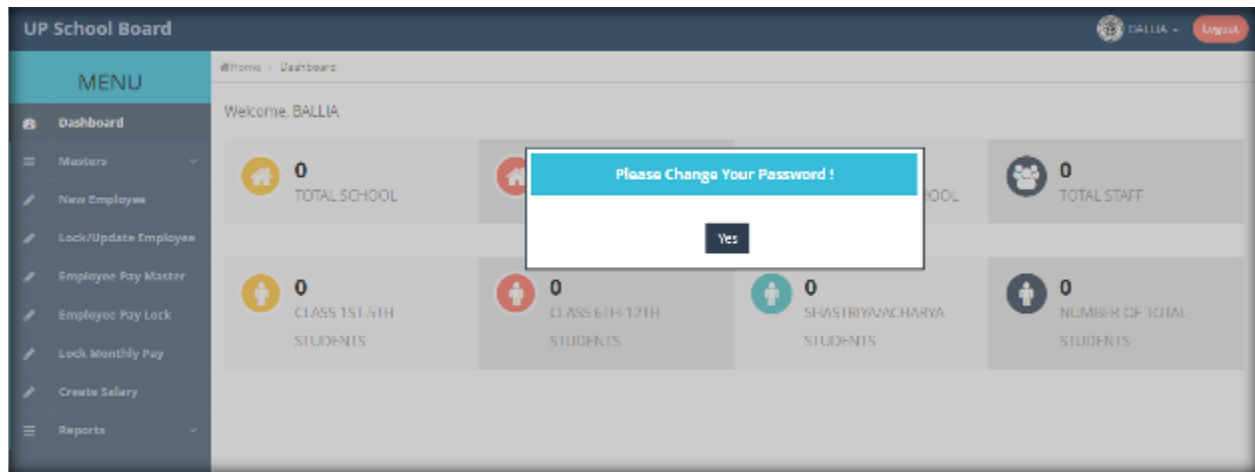 UP School Board
BALLIA
Logout
MENU
Home / Dashboard
Welcome, BALLIA
Dashboard
Masters
New Employee
Lock/Update Employee
Employee Pay Master
Employee Pay Lock
Lock Monthly Pay
Create Salary
Reports
0
TOTAL SCHOOL
Please Change Your Password !
Yes
0
TOTAL STAFF
0
CLASS 1ST-5TH
STUDENTS
0
CLASS 6TH-12TH
STUDENTS
0
SHASTRIYA/ACHARYA
STUDENTS
0
NUMBER OF TOTAL
STUDENTS